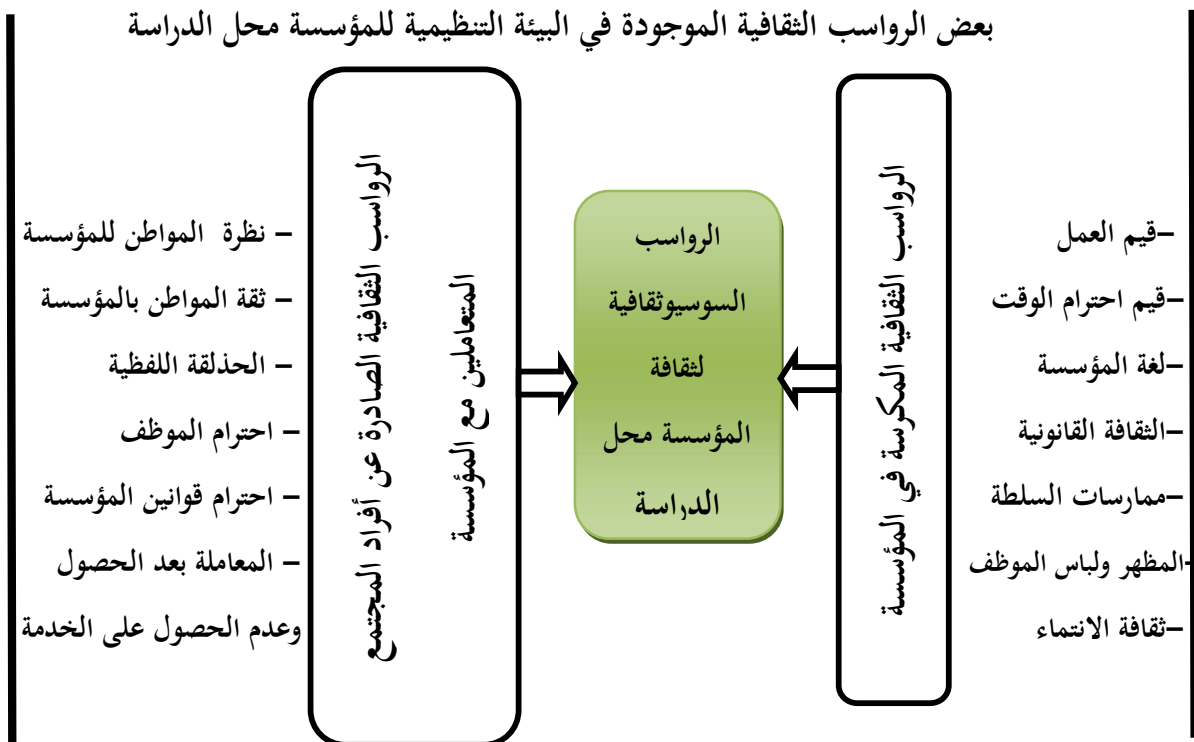 بعض الرواسب الثقافية الموجودة في البيئة التنظيمية للمؤسسة محل الدراسة
–قيم العمل
–قيم احترام الوقت
–لغة المؤسسة
–الثقافة القانونية
–ممارسات السلطة
-المظهر ولباس الموظف
–ثقافة الانتماء
الرواسب الثقافية المكرسة في المؤسسة
الرواسب
السوسيوثقافية
لثقافة
المؤسسة محل
الدراسة
الرواسب الثقافية الصادرة عن أفراد المجتمع
المتعاملين مع المؤسسة
– نظرة المواطن للمؤسسة
– ثقة المواطن بالمؤسسة
– الحذلقة اللفظية
– احترام الموظف
– احترام قوانين المؤسسة
– المعاملة بعد الحصول
وعدم الحصول على الخدمة